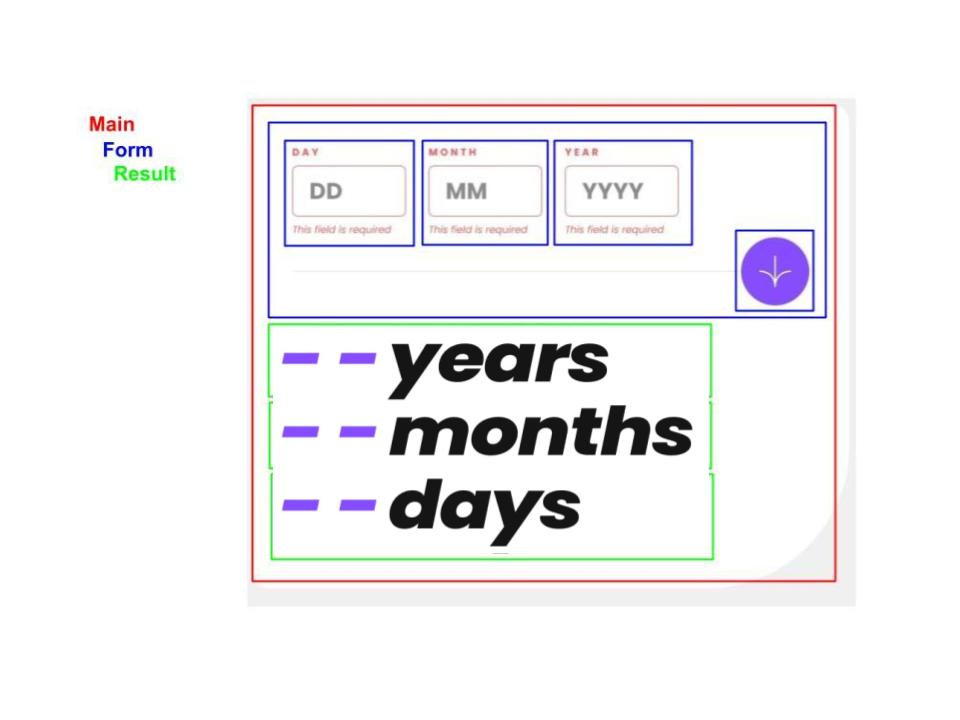 Main
Form
Result
DAY MONTH YEAR
DD MM YYYY
This field is required This field is required This field is required
-- years
-- months
-- days